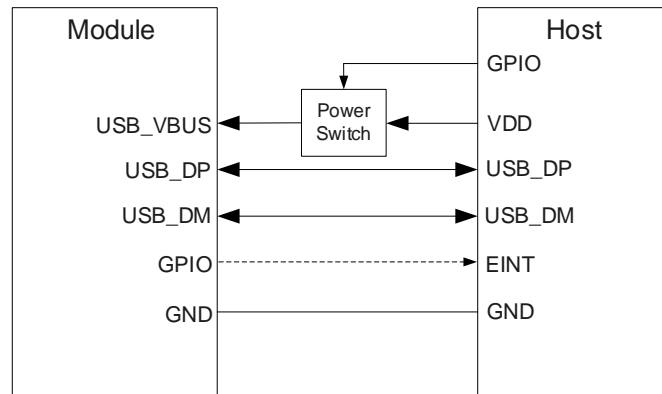 Module
Host
GPIO
Power
Switch
USB_VBUS
VDD
USB_DP
USB_DP
USB_DM
USB_DM
GPIO
EINT
GND
GND